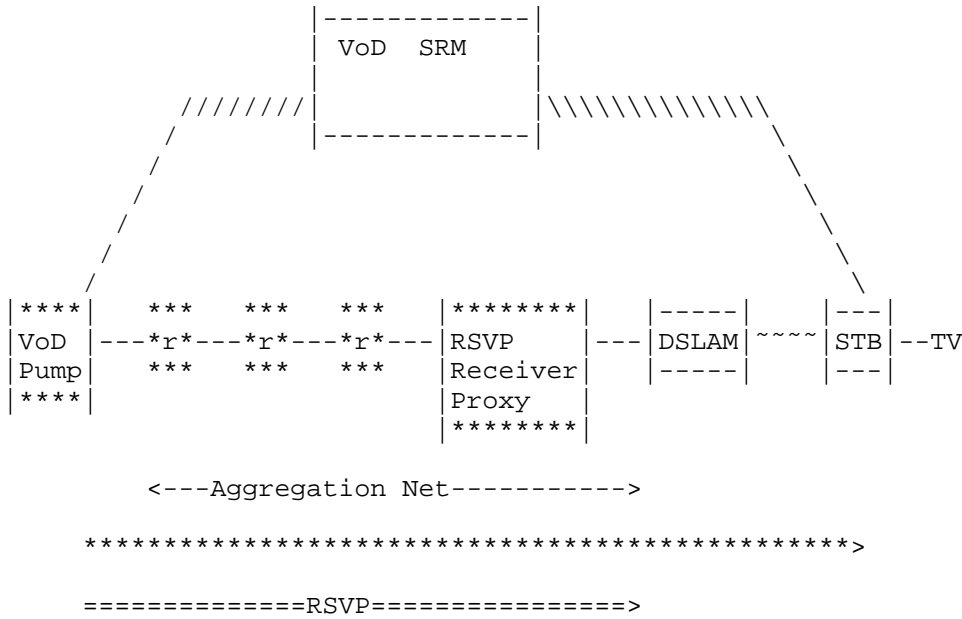 |-------------|
| VoD  SRM    |
|             |
////////|             |\\\\\\\\\\\\\\
/        |-------------|              \
/                                       \
/                                         \
/                                           \
/                                             \
/                                               \
|****|   ***   ***   ***   |********|   |-----|    |---|
|VoD |---*r*---*r*---*r*---|RSVP    |---|DSLAM|~~~~|STB|--TV
|Pump|   ***   ***   ***   |Receiver|   |-----|    |---|
|****|                     |Proxy   |
|********|
<---Aggregation Net----------->
************************************************>
==============RSVP================>